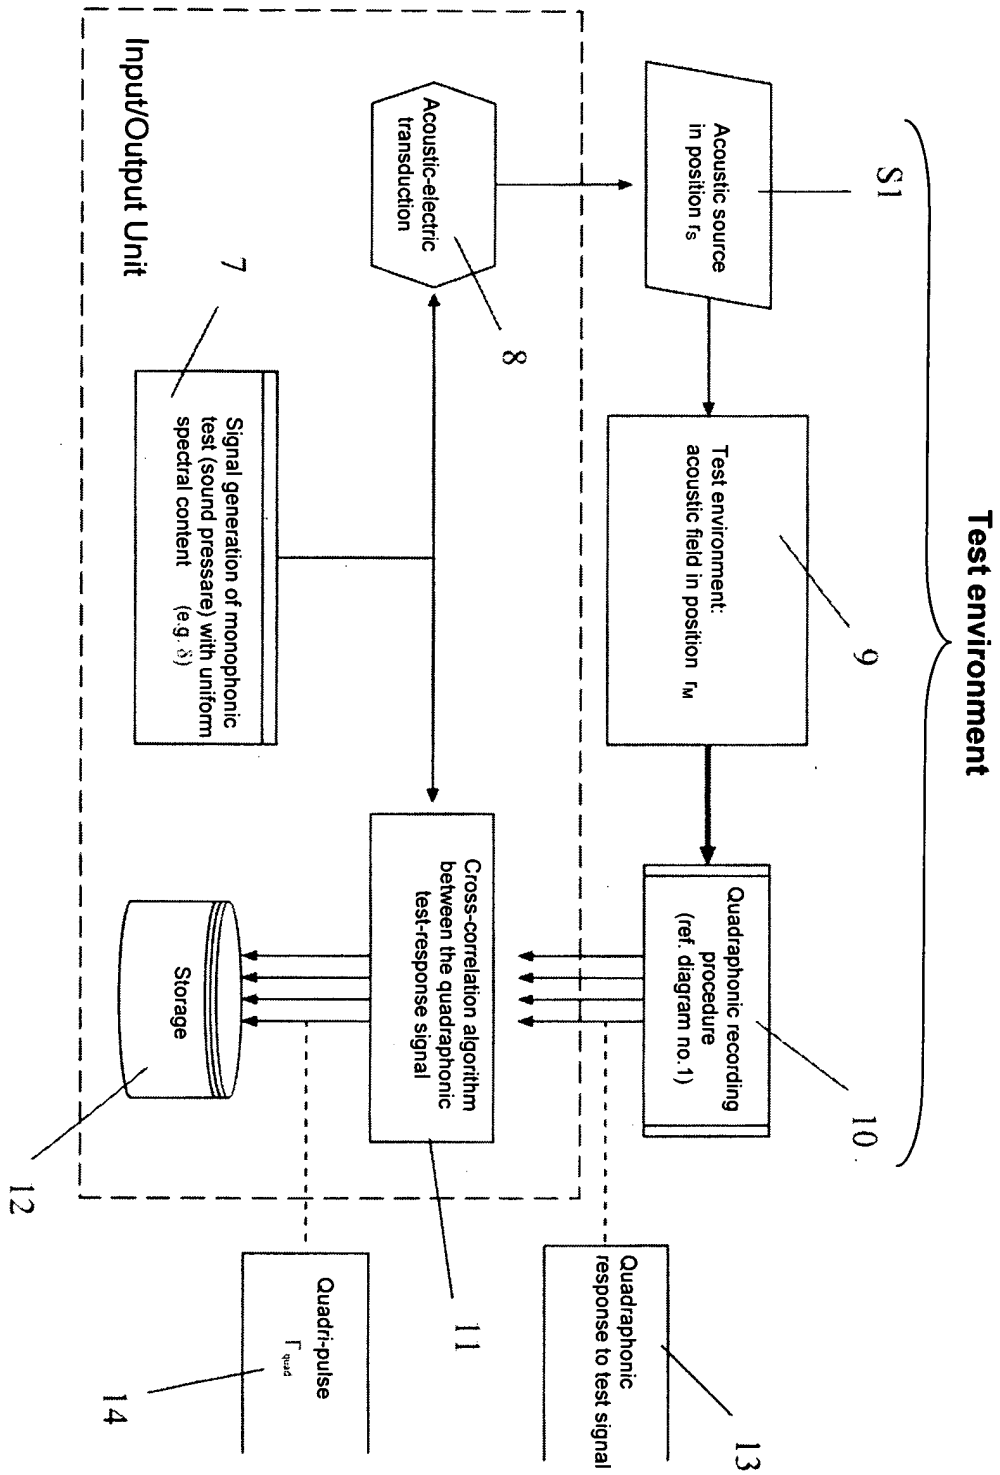 Test environment
S1
Acoustic source
in position rS
9
Test environment:
acoustic field in position rM
10
Quadraphonic recording
procedure
(ref. diagram no.1)
13
Quadraphonic
response to test signal
8
Acoustic-electric
transduction
11
Cross-correlation algorithm
between the quadraphonic
test-response signal
14
Quadri-pulse
Γquad
7
Signal generation of monophonic
test (sound pressare) with uniform
spectral content (e.g. δ)
12
Storage
Input/Output Unit